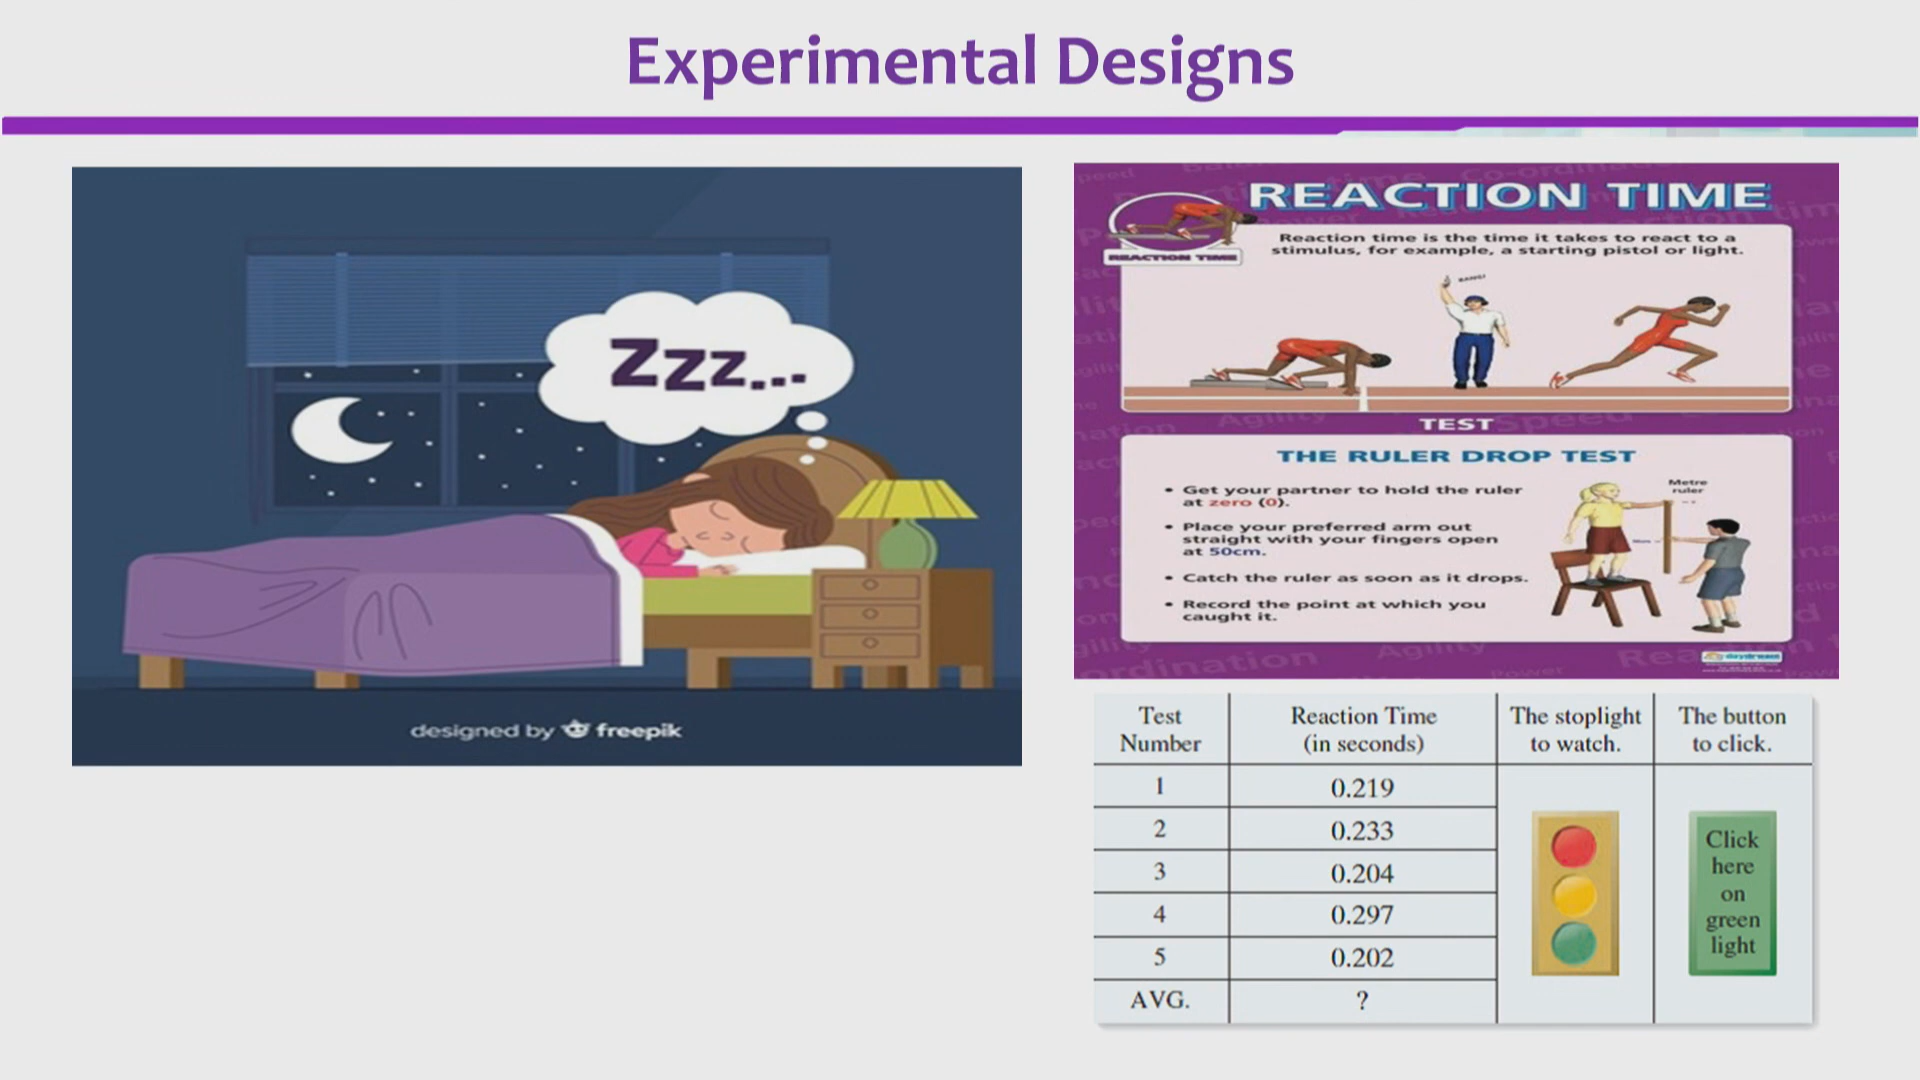 Experimental Designs
Zzz...
designed by freepik
REACTION TIME
REACTION TIME
Reaction time is the time it takes to react to a
stimulus, for example, a starting pistol or light.
BANG!
TEST
THE RULER DROP TEST
• Get your partner to hold the ruler
at zero (0).
• Place your preferred arm out
straight with your fingers open
at 50cm.
• Catch the ruler as soon as it drops.
• Record the point at which you
caught it.
Metre
ruler
daydream
Test
Number
Reaction Time
(in seconds)
The stoplight
to watch.
The button
to click.
1 0.219
2 0.233
3 0.204
4 0.297
5 0.202
AVG. ?
Click
here
on
green
light